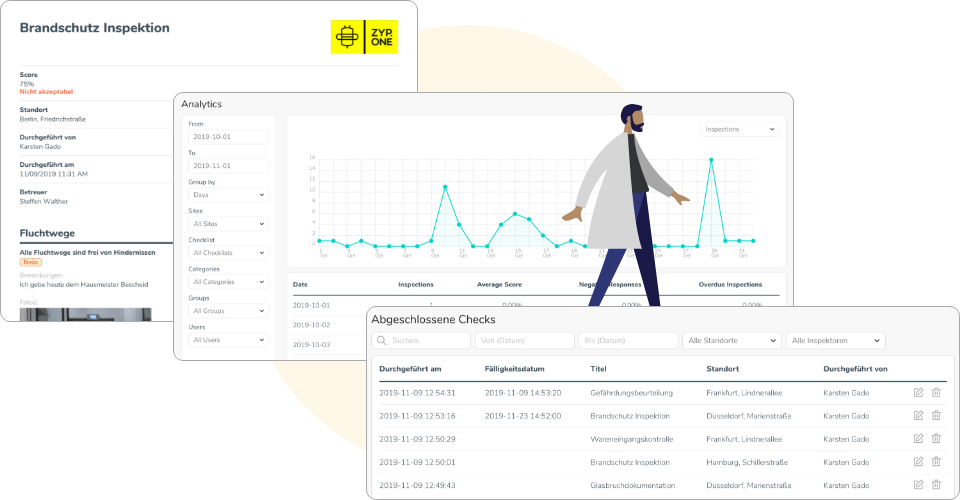 Brandschutz Inspektion
ZYP.
ONE
Score
75%
Nicht akzeptabel
Standort
Berlin, Friedrichstraße
Durchgeführt von
Karsten Gado
Durchgeführt am
11/09/2019 11:31 AM
Betreuer
Steffen Walther
Fluchtwege
Alle Fluchtwege sind frei von Hindernissen
Nein
Bemerkungen:
Ich gebe heute dem Hausmeister Bescheid
Fotos:
Analytics
From
2019-10-01
To
2019-11-01
Group by
Days
Sites
All Sites
Checklist
All Checklists
Categories
All Categories
Groups
All Groups
Users
All Users
Inspections
16
14
12
10
8
6
4
2
0
Date Inspections Average Score Responses Overdue Inspections
2019-10-01 1 0.00% 0.00% 0.00%
2019-10-02
2019-10-03
Abgeschlossene Checks
Suchen Von (Datum) Bis (Datum) Alle Standorte Alle Inspektoren
Durchgeführt am Fälligkeitsdatum Titel Standort Durchgeführt von
2019-11-09 12:54:31 2019-11-09 14:53:20 Gefährdungsbeurteilung Frankfurt, Lindnerallee Karsten Gado
2019-11-09 12:53:16 2019-11-23 14:52:00 Brandschutz Inspektion Düsseldorf, Marienstraße Karsten Gado
2019-11-09 12:50:29 Wareneingangskontrolle Frankfurt, Lindnerallee Karsten Gado
2019-11-09 12:50:01 Brandschutz Inspektion Hamburg, Schillerstraße Karsten Gado
2019-11-09 12:49:43 Glasbruchdokumentation Düsseldorf, Marienstraße Karsten Gado